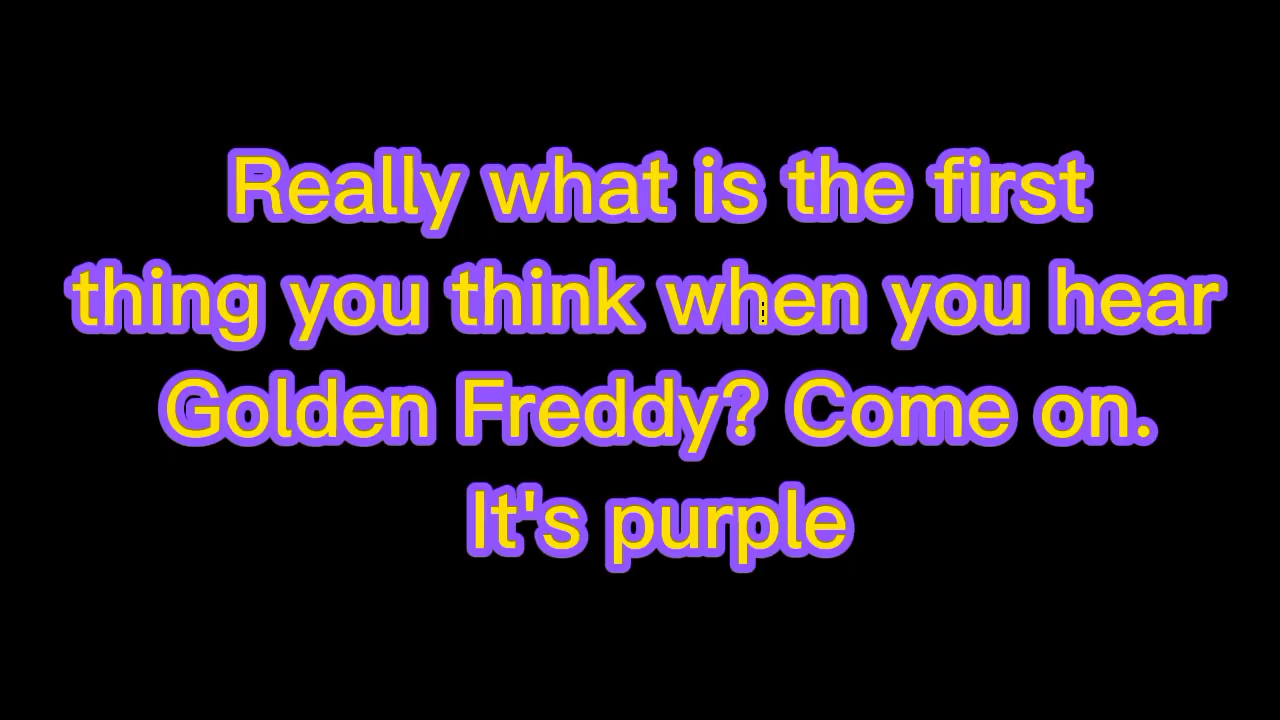 Really what is the first
thing you think when you hear
Golden Freddy? Come on.
It's purple